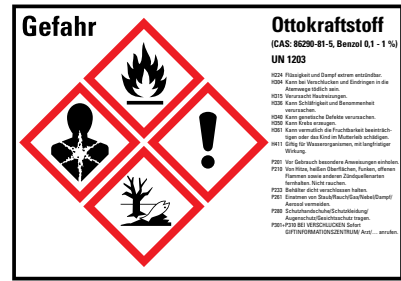 Gefahr
Ottokraftstoff
(CAS: 86290-81-5, Benzol 0,1 - 1 %)
UN 1203
H224 Flüssigkeit und Dampf extrem entzündbar.
H304 Kann bei Verschlucken und Eindringen in die
Atemwege tödlich sein.
H315 Verursacht Hautreizungen.
H336 Kann Schläfrigkeit und Benommenheit
verursachen.
H340 Kann genetische Defekte verursachen.
H350 Kann Krebs erzeugen.
H361 Kann vermutlich die Fruchtbarkeit beeinträch-
tigen oder das Kind im Mutterleib schädigen.
H411 Giftig für Wasserorganismen, mit langfristiger
Wirkung.
P201 Vor Gebrauch besondere Anweisungen einholen.
P210 Von Hitze, heißen Oberflächen, Funken, offenen
Flammen sowie anderen Zündquellenarten
fernhalten. Nicht rauchen.
P233 Behälter dicht verschlossen halten.
P261 Einatmen von Staub/Rauch/Gas/Nebel/Dampf/
Aerosol vermeiden.
P280 Schutzhandschuhe/Schutzkleidung/
Augenschutz/Gesichtsschutz tragen.
P301+P310 BEI VERSCHLUCKEN Sofort
GIFTINFORMATIONSZENTRUM/ Arzt/... anrufen.